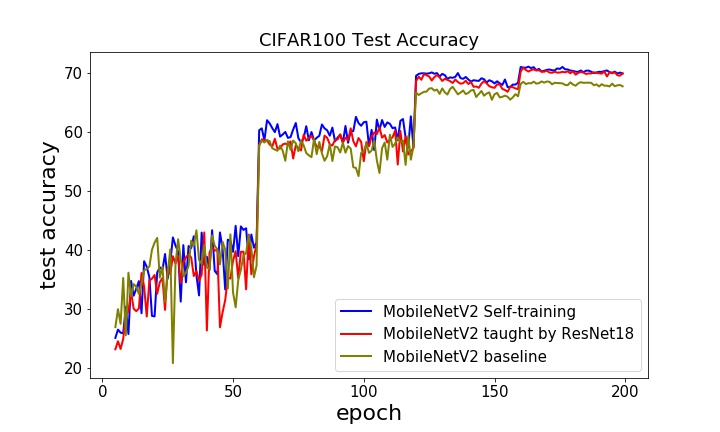 CIFAR100 Test Accuracy
test accuracy
70
60
50
40
30
20
0
50
100
150
200
epoch
MobileNetV2 Self-training
MobileNetV2 taught by ResNet18
MobileNetV2 baseline